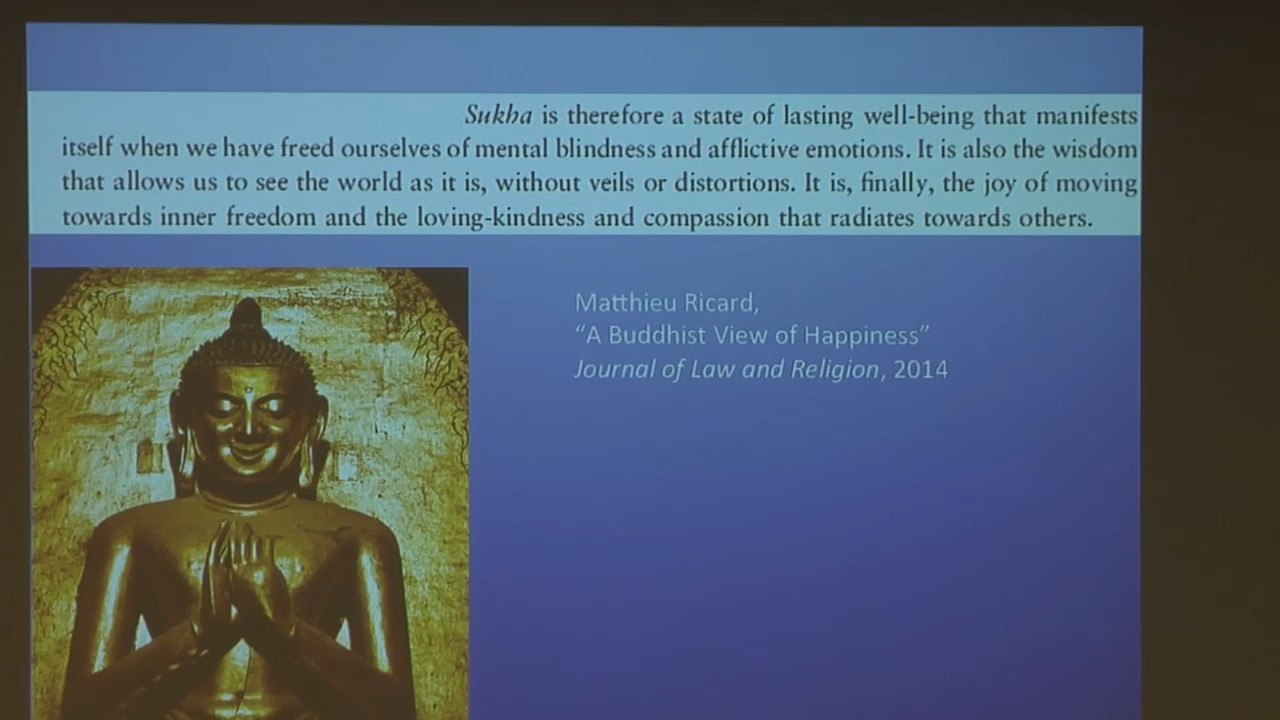 Sukha is therefore a state of lasting well-being that manifests
itself when we have freed ourselves of mental blindness and afflictive emotions. It is also the wisdom
that allows us to see the world as it is, without veils or distortions. It is, finally, the joy of moving
towards inner freedom and the loving-kindness and compassion that radiates towards others.
Matthieu Ricard,
“A Buddhist View of Happiness”
Journal of Law and Religion, 2014